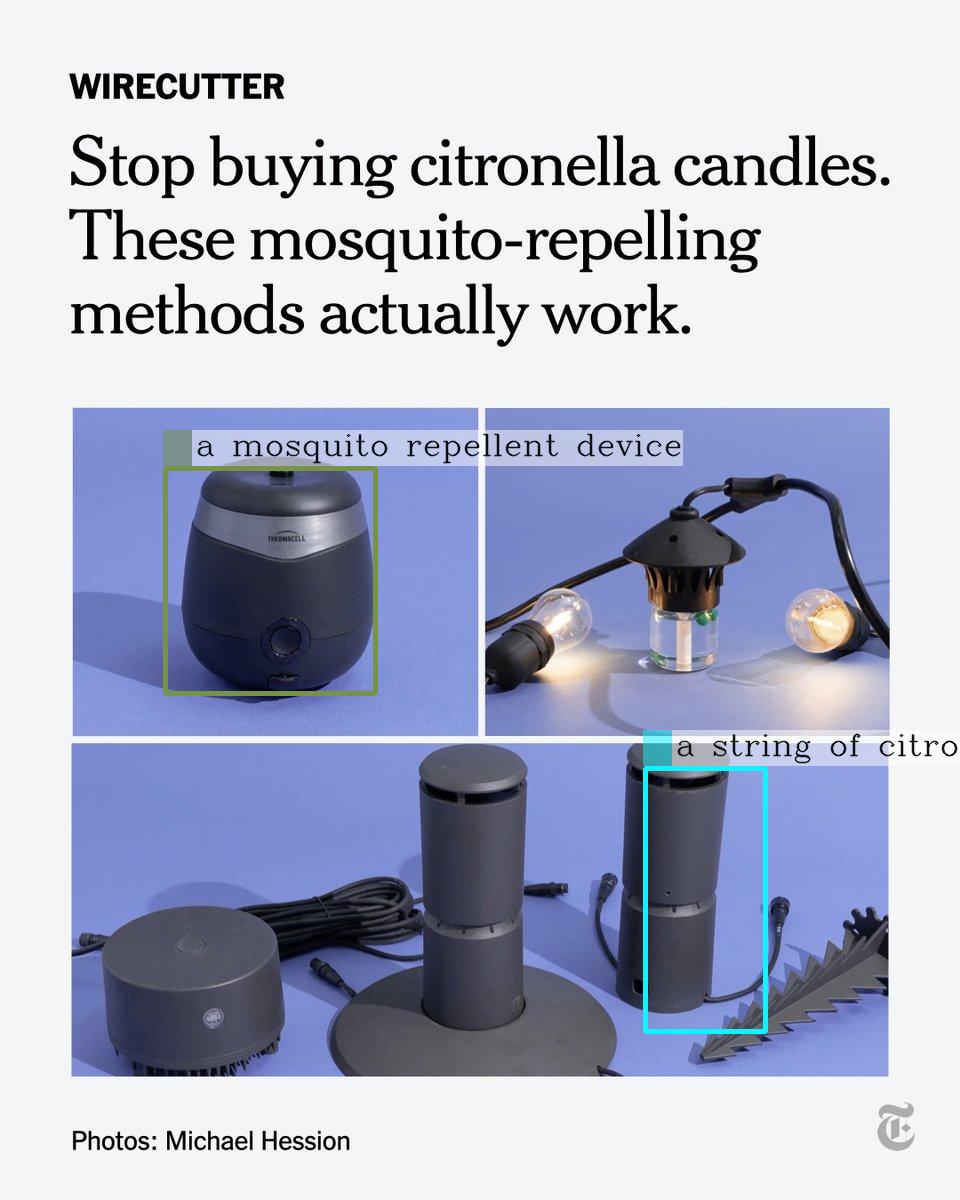 WIRECUTTER
Stop buying citronella candles.
These mosquito-repelling
methods actually work.
a mosquito repellent device
THERMACELL
a string of citro
Photos: Michael Hession